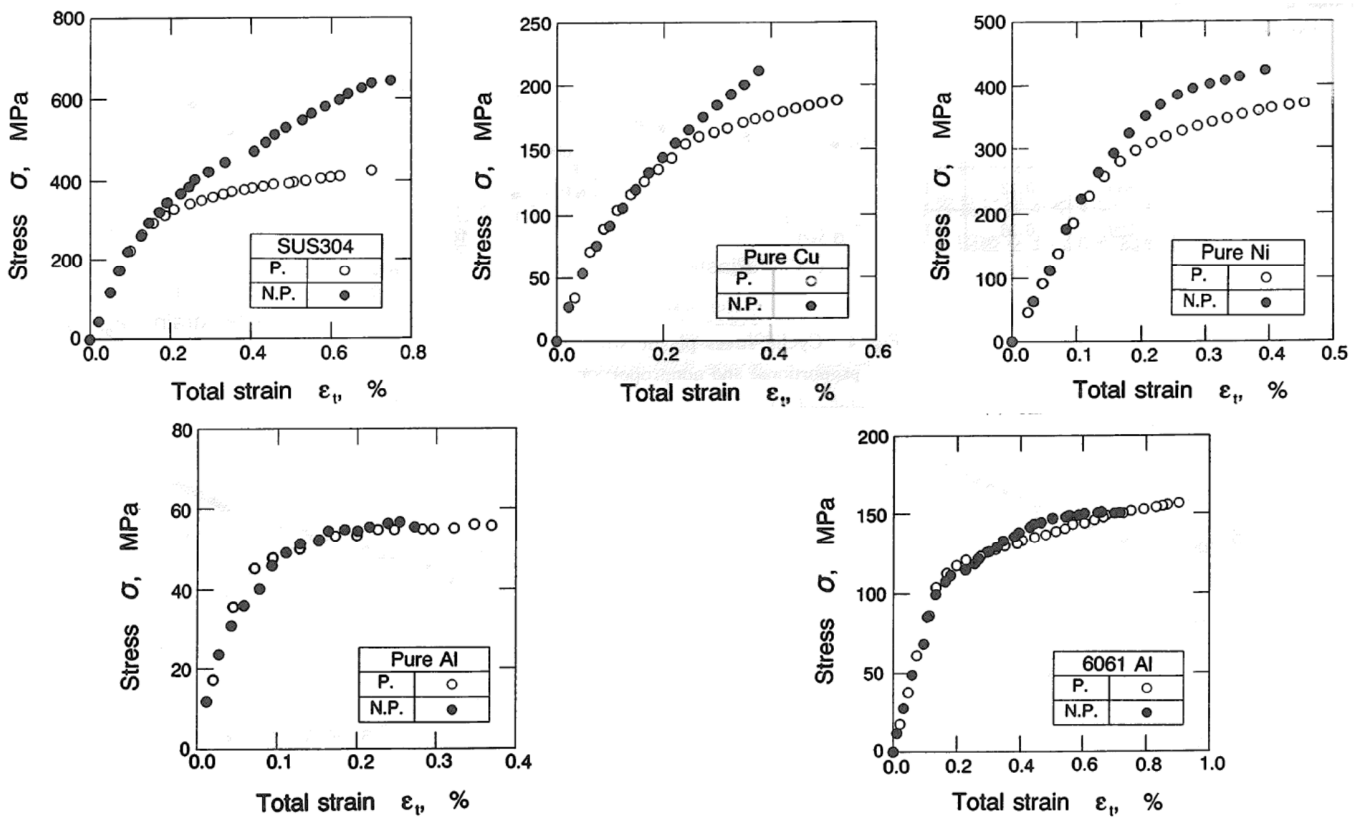 800
600
400
200
0
0.0 0.2 0.4 0.6 0.8
Stress σ, MPa
Total strain εt, %
SUS304
P.
N.P.
250
200
150
100
50
0
0.0 0.2 0.4 0.6
Stress σ, MPa
Total strain εt, %
Pure Cu
P.
N.P.
500
400
300
200
100
0
0.0 0.1 0.2 0.3 0.4 0.5
Stress σ, MPa
Total strain εt, %
Pure Ni
P.
N.P.
80
60
40
20
0
0.0 0.1 0.2 0.3 0.4
Stress σ, MPa
Total strain εt, %
Pure Al
P.
N.P.
200
150
100
50
0
0.0 0.2 0.4 0.6 0.8 1.0
Stress σ, MPa
Total strain εt, %
6061 Al
P.
N.P.